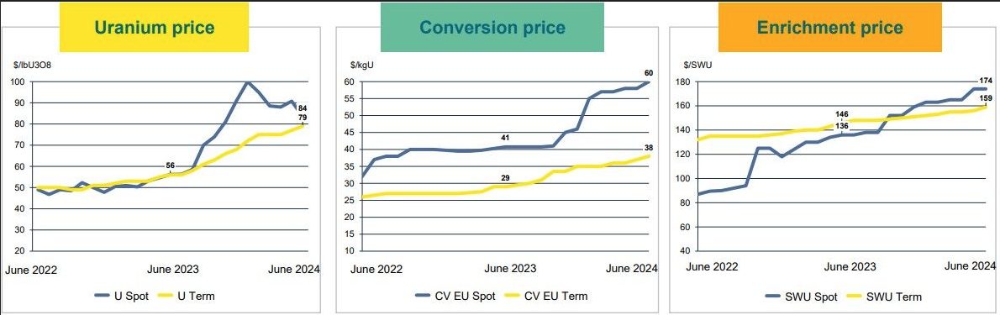 Uranium price
$/lbU3O8
100
90
80
70
60
50
40
30
20
56
84
79
June 2022
June 2023
June 2024
U Spot
U Term
Conversion price
$/kgU
60
55
50
45
40
35
30
25
20
15
10
41
29
60
38
June 2022
June 2023
June 2024
CV EU Spot
CV EU Term
Enrichment price
$/SWU
180
160
140
120
100
80
60
40
146
136
174
159
June 2022
June 2023
June 2024
SWU Spot
SWU Term